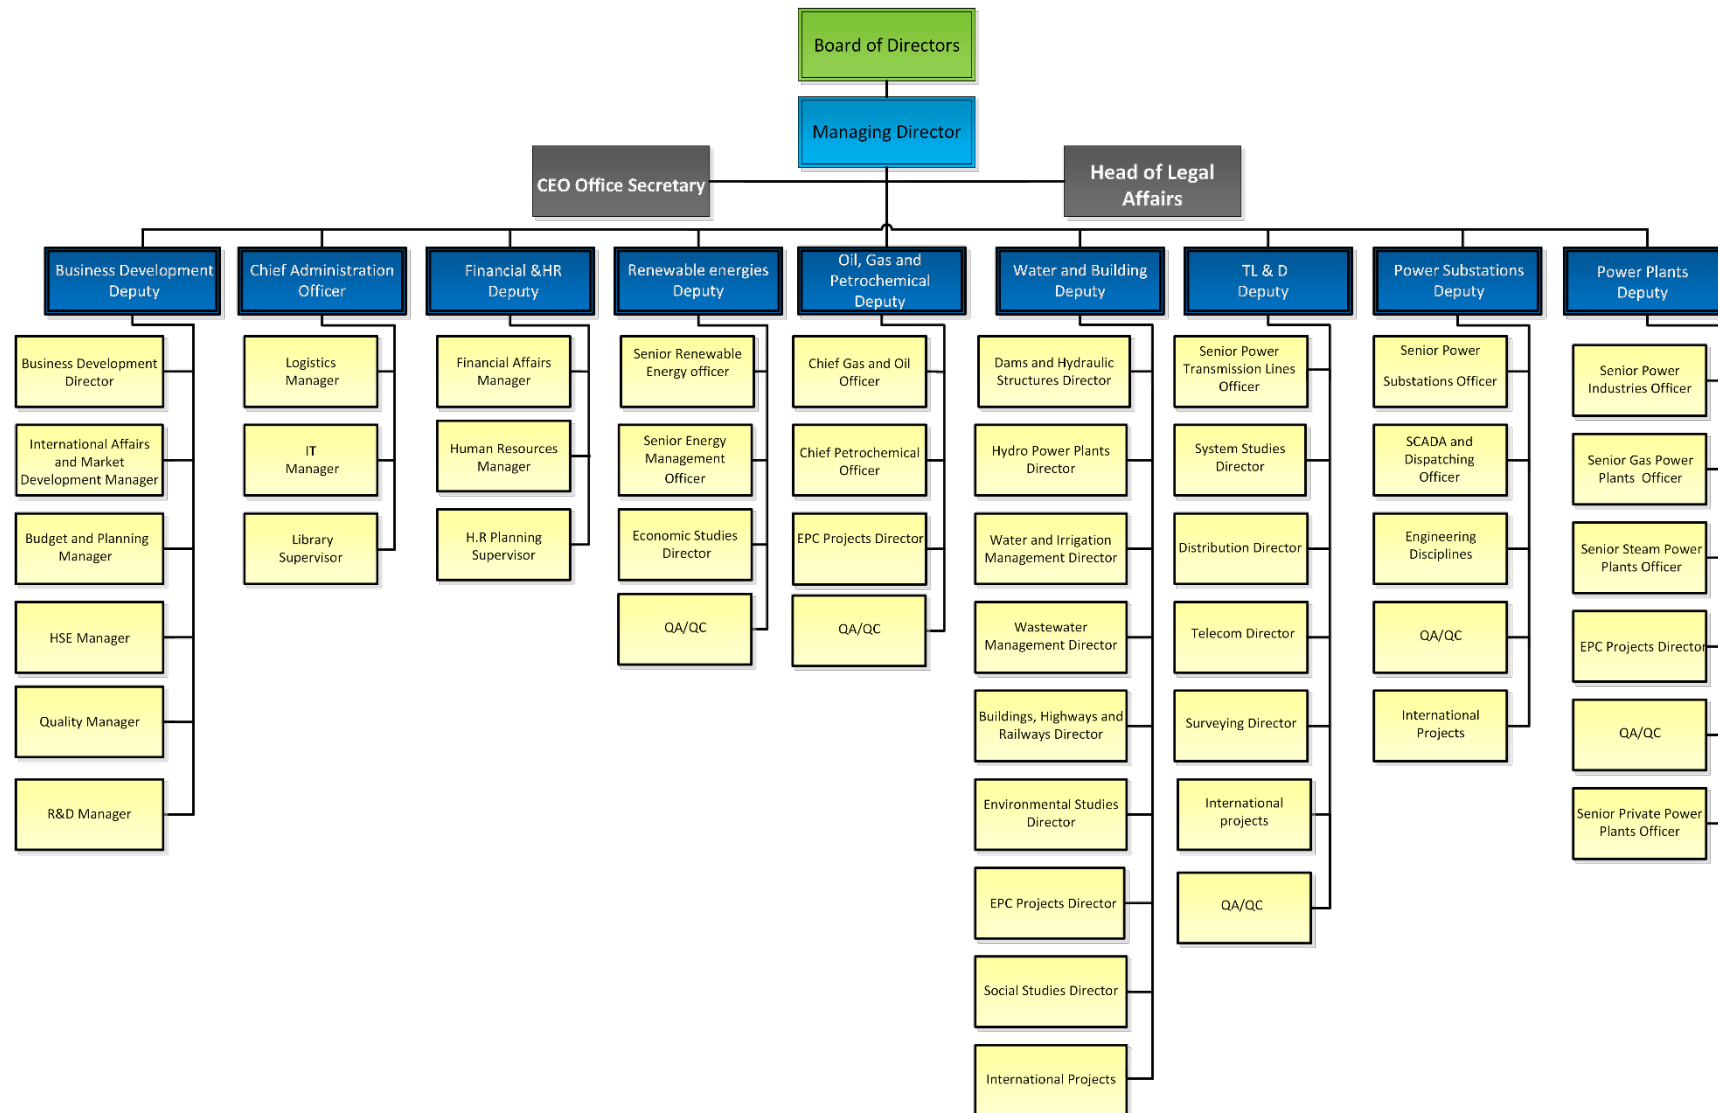 Board of Directors
Managing Director
CEO Office Secretary
Head of Legal
Affairs
Business Development
Deputy
Chief Administration
Officer
Financial &HR
Deputy
Renewable energies
Deputy
Oil, Gas and
Petrochemical
Deputy
Water and Building
Deputy
TL & D
Deputy
Power Substations
Deputy
Power Plants
Deputy
Business Development
Director
International Affairs
and Market
Development Manager
Budget and Planning
Manager
HSE Manager
Quality Manager
R&D Manager
Logistics
Manager
IT
Manager
Library
Supervisor
Financial Affairs
Manager
Human Resources
Manager
H.R Planning
Supervisor
Senior Renewable
Energy officer
Senior Energy
Management
Officer
Economic Studies
Director
QA/QC
Chief Gas and Oil
Officer
Chief Petrochemical
Officer
EPC Projects Director
QA/QC
Dams and Hydraulic
Structures Director
Hydro Power Plants
Director
Water and Irrigation
Management Director
Wastewater
Management Director
Buildings, Highways and
Railways Director
Environmental Studies
Director
EPC Projects Director
Social Studies Director
International Projects
Senior Power
Transmission Lines
Officer
System Studies
Director
Distribution Director
Telecom Director
Surveying Director
International
projects
QA/QC
Senior Power
Substations Officer
SCADA and
Dispatching
Officer
Engineering
Disciplines
QA/QC
International
Projects
Senior Power
Industries Officer
Senior Gas Power
Plants Officer
Senior Steam Power
Plants Officer
EPC Projects Director
QA/QC
Senior Private Power
Plants Officer